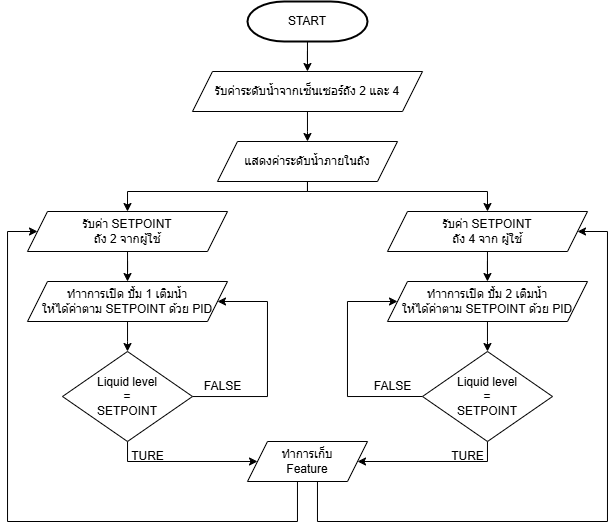 START
รับค่าระดับน้ำจากเซ็นเซอร์ถัง 2 และ 4
แสดงค่าระดับน้ำภายในถัง
รับค่า SETPOINT
ถัง 2 จากผู้ใช้
รับค่า SETPOINT
ถัง 4 จาก ผู้ใช้
ทำาการเปิด ปั๊ม 1 เติมน้ำ
ให้ได้ค่าตาม SETPOINT ด้วย PID
ทำาการเปิด ปั๊ม 2 เติมน้ำ
ให้ได้ค่าตาม SETPOINT ด้วย PID
Liquid level
=
SETPOINT
FALSE
FALSE
Liquid level
=
SETPOINT
TURE
TURE
ทำการเก็บ
Feature